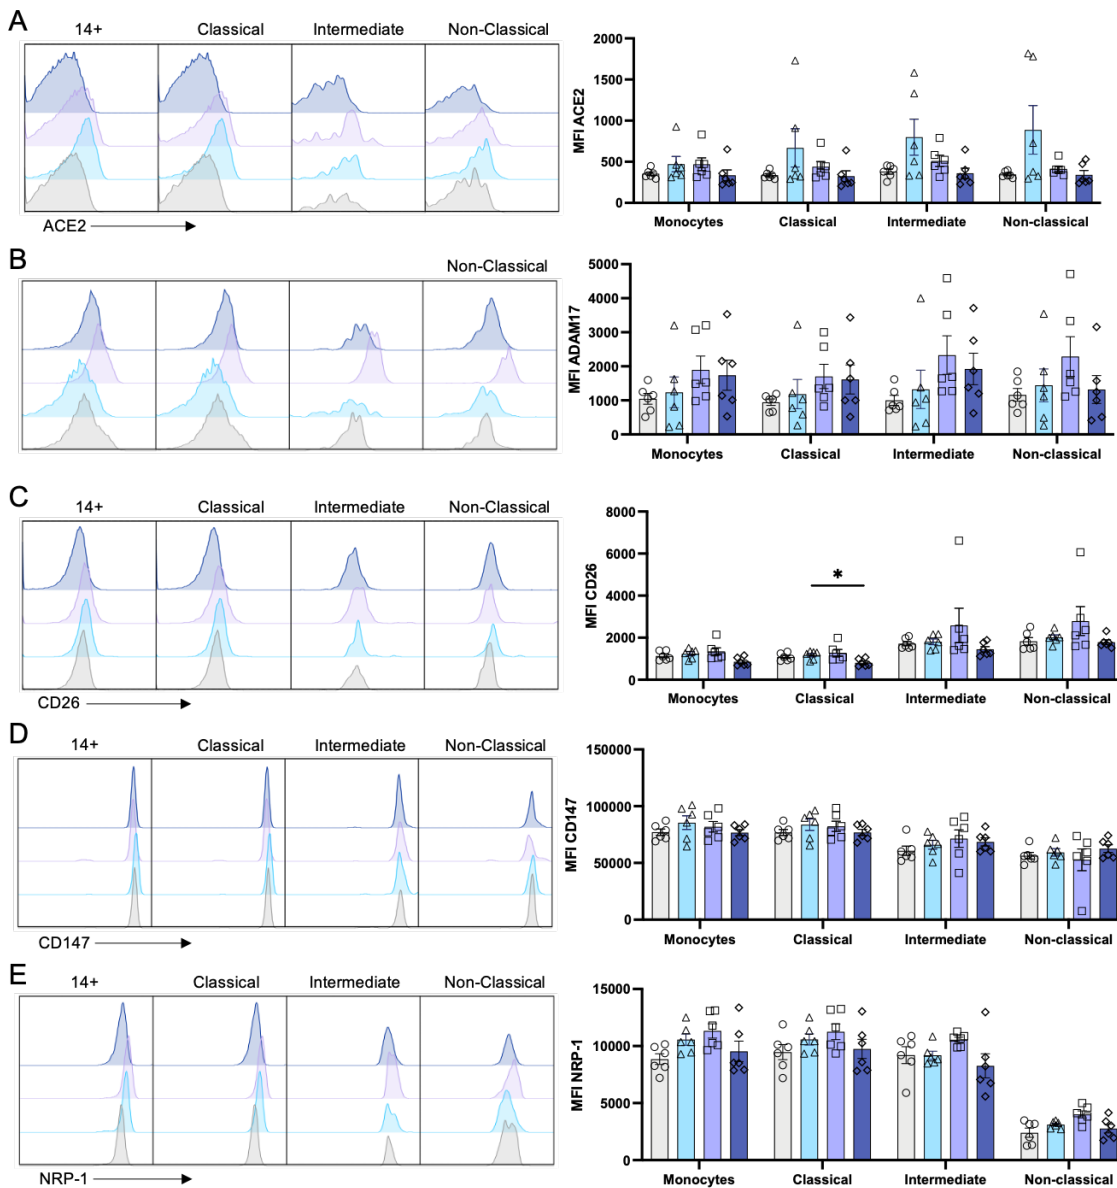 A
14+ Classical Intermediate Non-Classical
ACE2
MFI ACE2
2000
1500
1000
500
0
Monocytes Classical Intermediate Non-classical
B
Non-Classical
MFI ADAM17
5000
4000
3000
2000
1000
0
Monocytes Classical Intermediate Non-classical
C
14+ Classical Intermediate Non-Classical
CD26
MFI CD26
8000
6000
4000
2000
0
*
Monocytes Classical Intermediate Non-classical
D
14+ Classical Intermediate Non-Classical
CD147
MFI CD147
150000
100000
50000
0
Monocytes Classical Intermediate Non-classical
E
14+ Classical Intermediate Non-Classical
NRP-1
MFI NRP-1
15000
10000
5000
0
Monocytes Classical Intermediate Non-classical